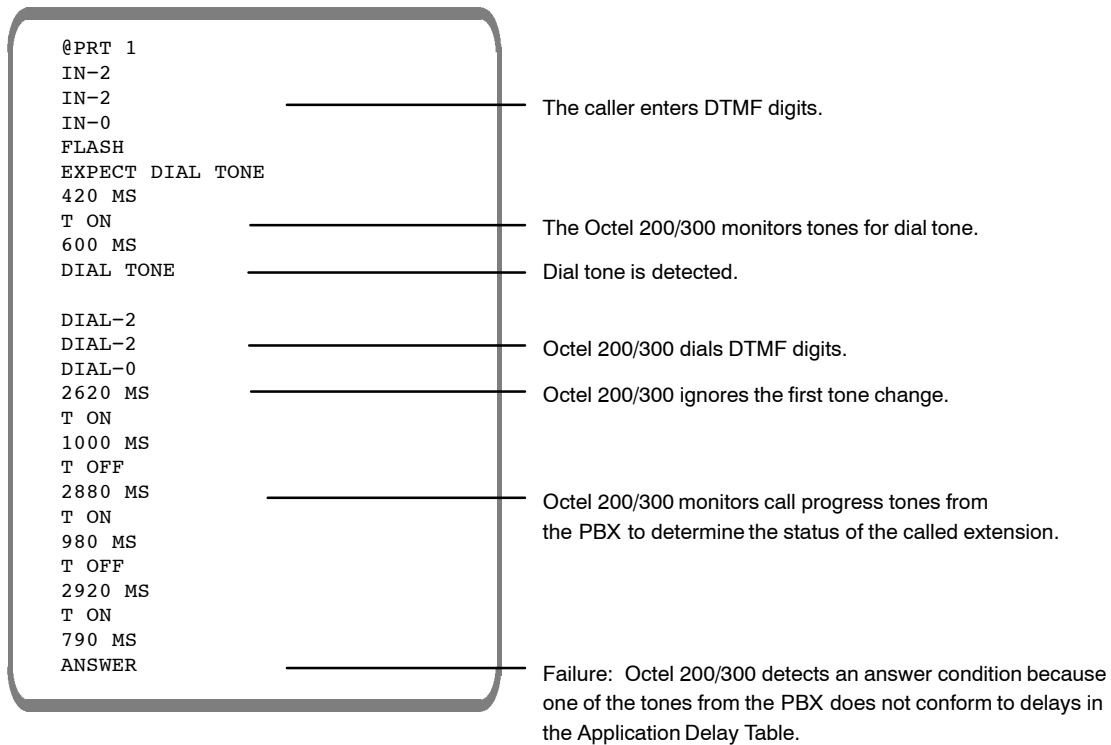 @PRT 1
IN−2
IN−2
IN−0
FLASH
EXPECT DIAL TONE
420 MS
T ON
600 MS
DIAL TONE
DIAL−2
DIAL−2
DIAL−0
2620 MS
T ON
1000 MS
T OFF
2880 MS
T ON
980 MS
T OFF
2920 MS
T ON
790 MS
ANSWER
The caller enters DTMF digits.
The Octel 200/300 monitors tones for dial tone.
Dial tone is detected.
Octel 200/300 dials DTMF digits.
Octel 200/300 ignores the first tone change.
Octel 200/300 monitors call progress tones from
the PBX to determine the status of the called extension.
Failure: Octel 200/300 detects an answer condition because
one of the tones from the PBX does not conform to delays in
the Application Delay Table.